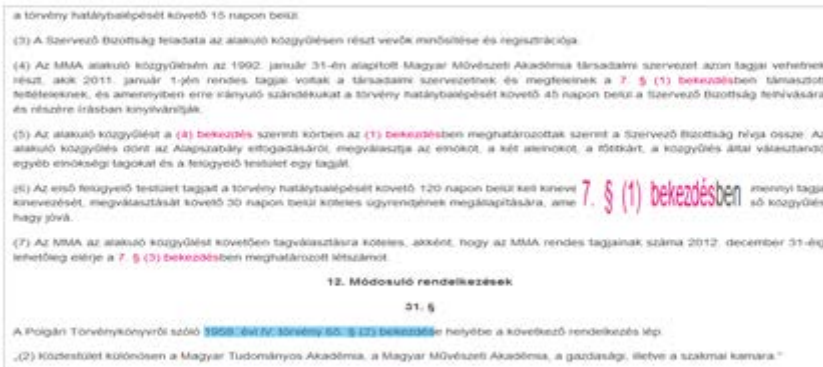 a törvény hatálybalépését követő 15 napon belül.
(3) A Szervező Bizottság feladata az alakuló közgyűlésen részt vevők minősítése és regisztrációja.
(4) Az MMA alakuló közgyűlésén az 1992. január 31-én alapított Magyar Művészeti Akadémia társadalmi szervezet azon tagjai vehetnek
részt, akik 2011. január 1-jén rendes tagjai voltak a társadalmi szervezetnek és megfelelnek a 7. § (1) bekezdésben támasztott
feltételeknek, és amennyiben erre irányuló szándékukat a törvény hatálybalépését követő 45 napon belül a Szervező Bizottság felhívására
és részére írásban kinyilvánítják.
(5) Az alakuló közgyűlést a (4) bekezdés szerinti körben az (1) bekezdésben meghatározottak szerint a Szervező Bizottság hívja össze. Az
alakuló közgyűlés dönt az Alapszabály elfogadásáról, megválasztja az elnököt, a két alelnököt, a főtitkárt, a közgyűlés által választandó
egyéb elnökségi tagokat és a felügyelő testület egy tagját.
(6) Az első felügyelő testület tagjait a törvény hatálybalépését követő 120 napon belül kell kineve 7. § (1) bekezdésben mennyi tagja
kinevezését, megválasztását követő 30 napon belül köteles ügyrendjének megállapítására, ame ső közgyűlés
hagy jóvá.
(7) Az MMA az alakuló közgyűlést követően tagválasztásra köteles, akként, hogy az MMA rendes tagjainak száma 2012. december 31-éig
lehetőleg elérje a 7. § (3) bekezdésben meghatározott létszámot.
12. Módosuló rendelkezések
31. §
A Polgári Törvénykönyvről szóló 1959. évi IV. törvény 65. § (2) bekezdése helyébe a következő rendelkezés lép:
„(2) Köztestület különösen a Magyar Tudományos Akadémia, a Magyar Művészeti Akadémia, a gazdasági, illetve a szakmai kamara."